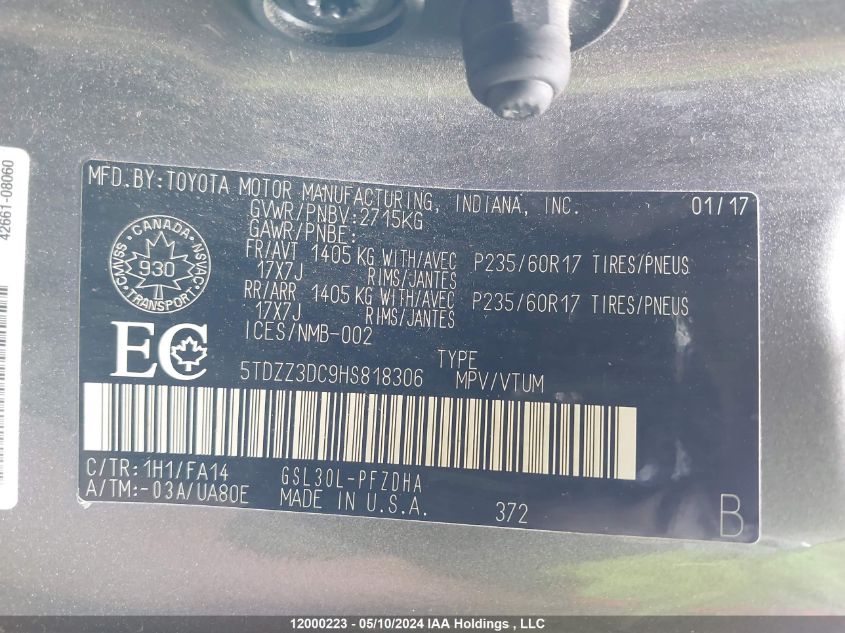 42661-08060
MFD.BY:TOYOTA MOTOR MANUFACTURING, INDIANA, INC. 01/17
GVWR/PNBV:2715KG
GAWR/PNBE:
FR/AVT 1405 KG WITH/AVEC P235/60R17 TIRES/PNEUS
17X7J RIMS/JANTES
RR/ARR 1405 KG WITH/AVEC P235/60R17 TIRES/PNEUS
17X7J RIMS/JANTES
ICES/NMB-002
CANADA
CMVSS 930 NSVAC
TRANSPORT
EC
TYPE
5TDZZ3DC9HS818306 MPV/VTUM
C/TR:1H1/FA14 GSL30L-PFZDHA
A/TM:-03A/UA80E MADE IN U.S.A. 372 B
12000223 - 05/10/2024 IAA Holdings , LLC